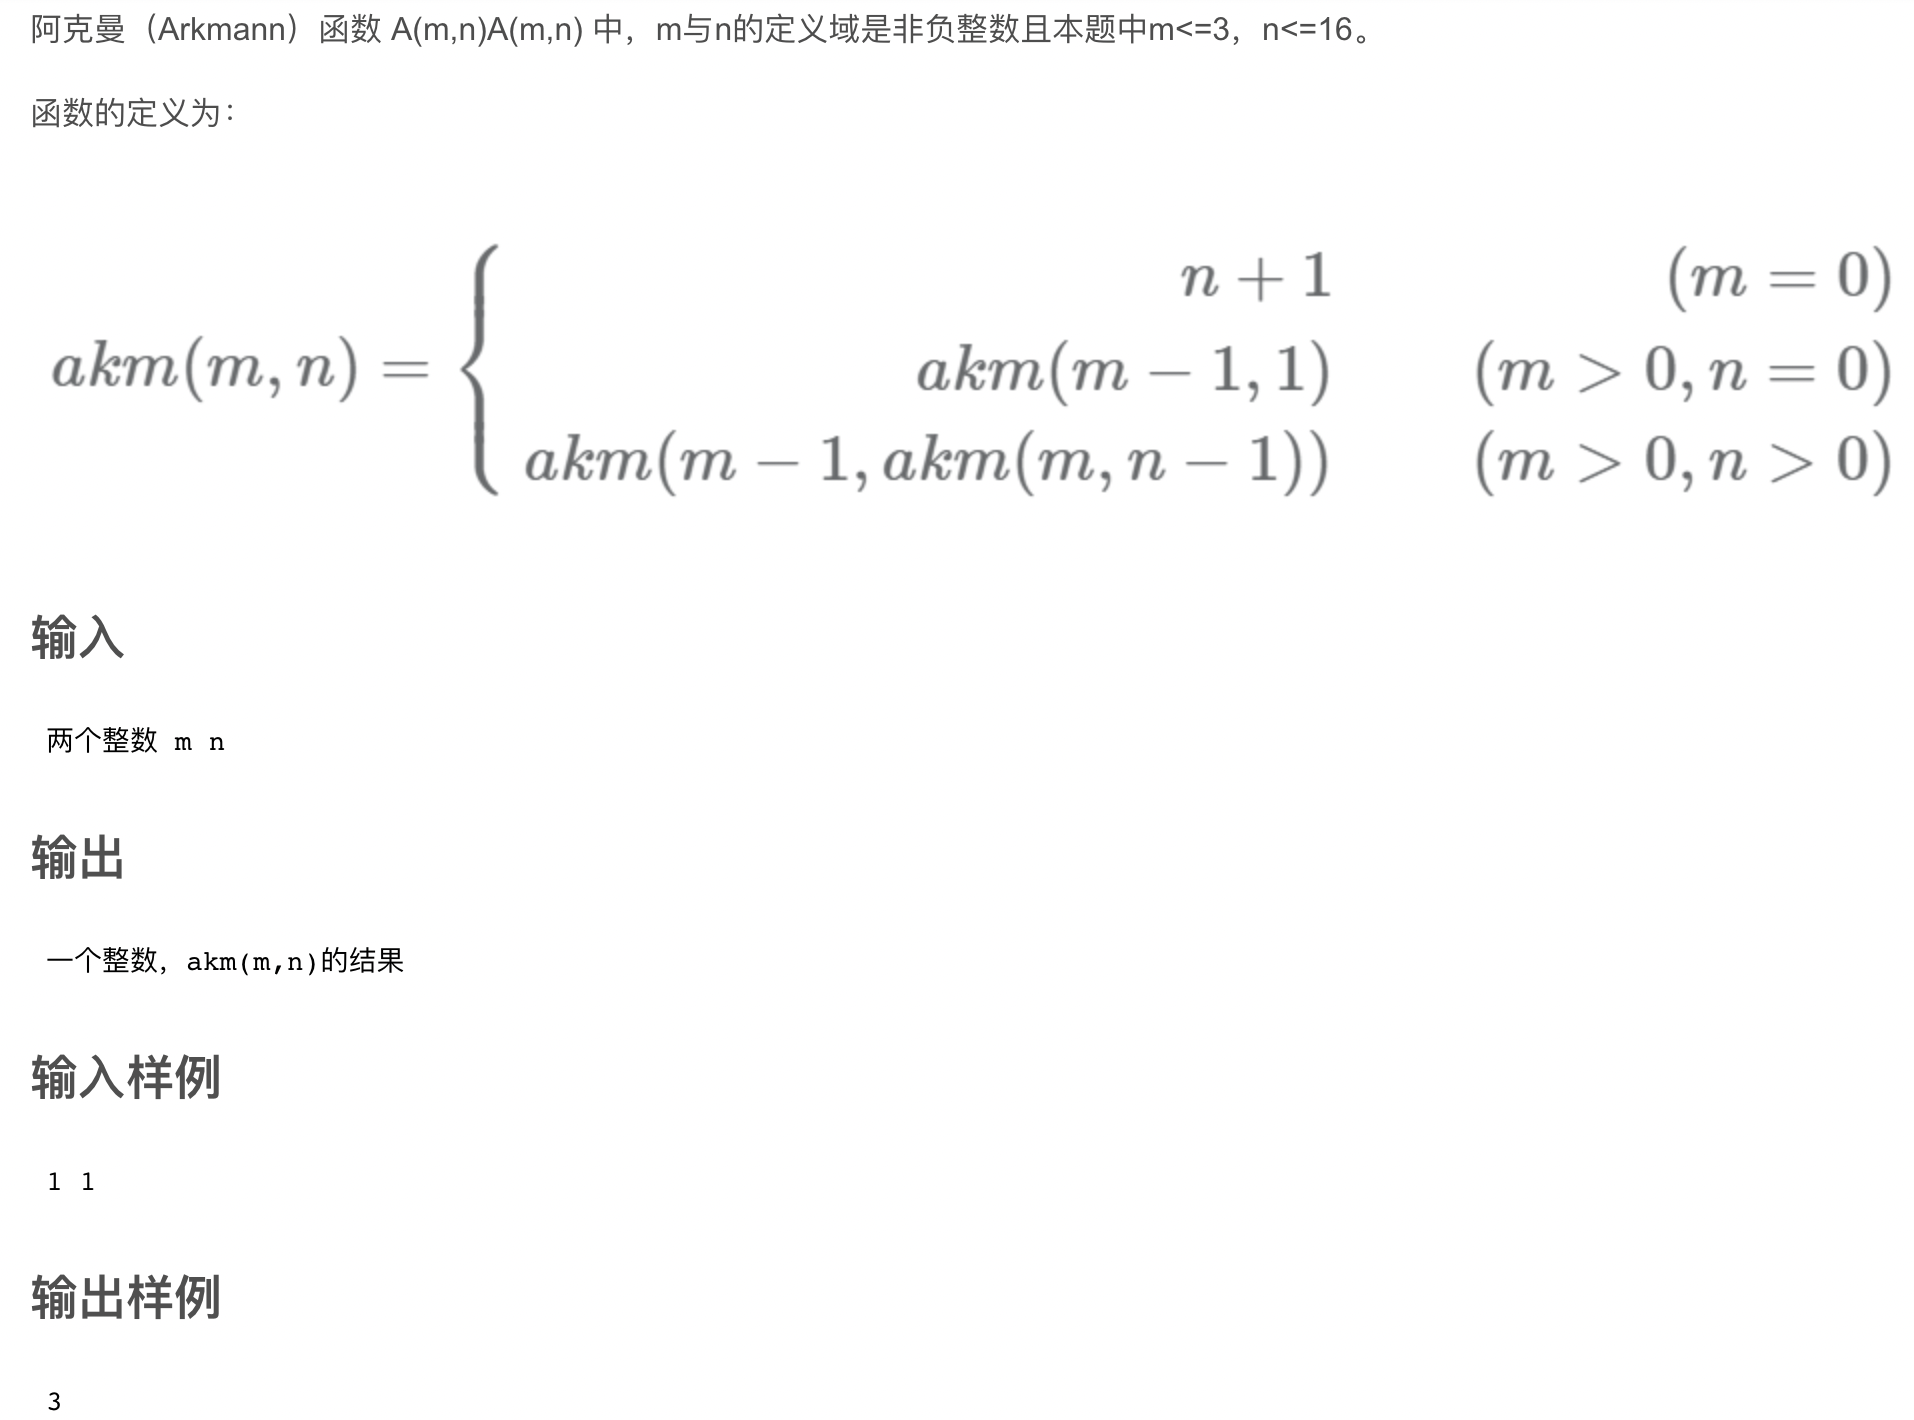 阿克曼（Arkmann）函数 A(m,n)A(m,n) 中，m与n的定义域是非负整数且本题中m<=3，n<=16。
函数的定义为：
akm(m, n) = { n + 1 (m = 0)
akm(m − 1, 1) (m > 0, n = 0)
akm(m − 1, akm(m, n − 1)) (m > 0, n > 0)
输入
两个整数 m n
输出
一个整数，akm(m,n)的结果
输入样例
1 1
输出样例
3